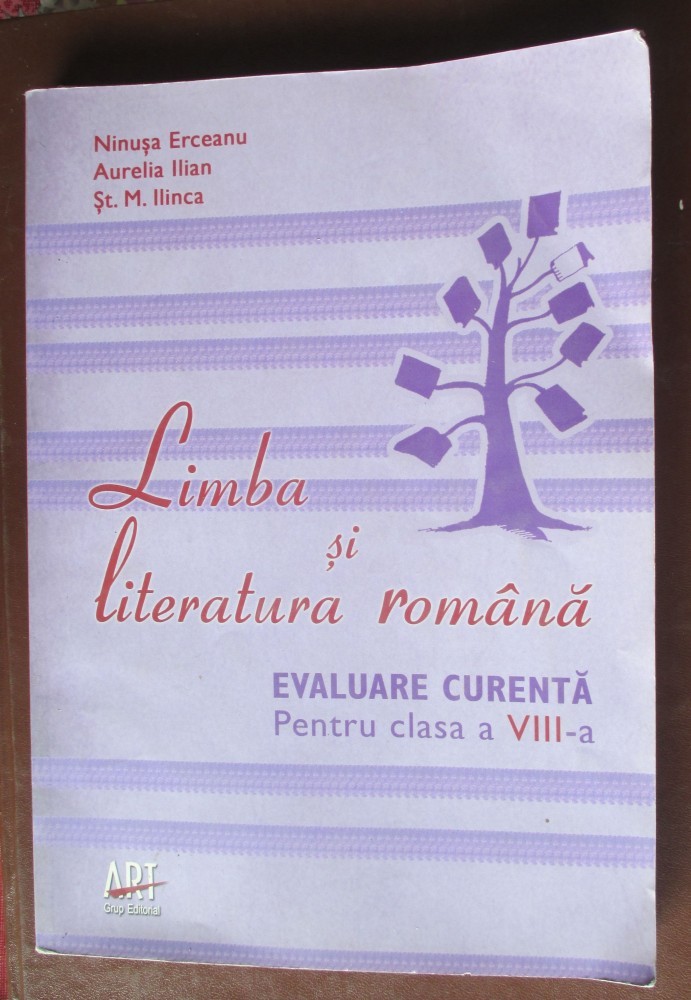 Ninușa Erceanu
Aurelia Ilian
Șt. M. Ilinca
Limba
și
literatura română
EVALUARE CURENTĂ
Pentru clasa a VIII-a
ART
Grup Editorial